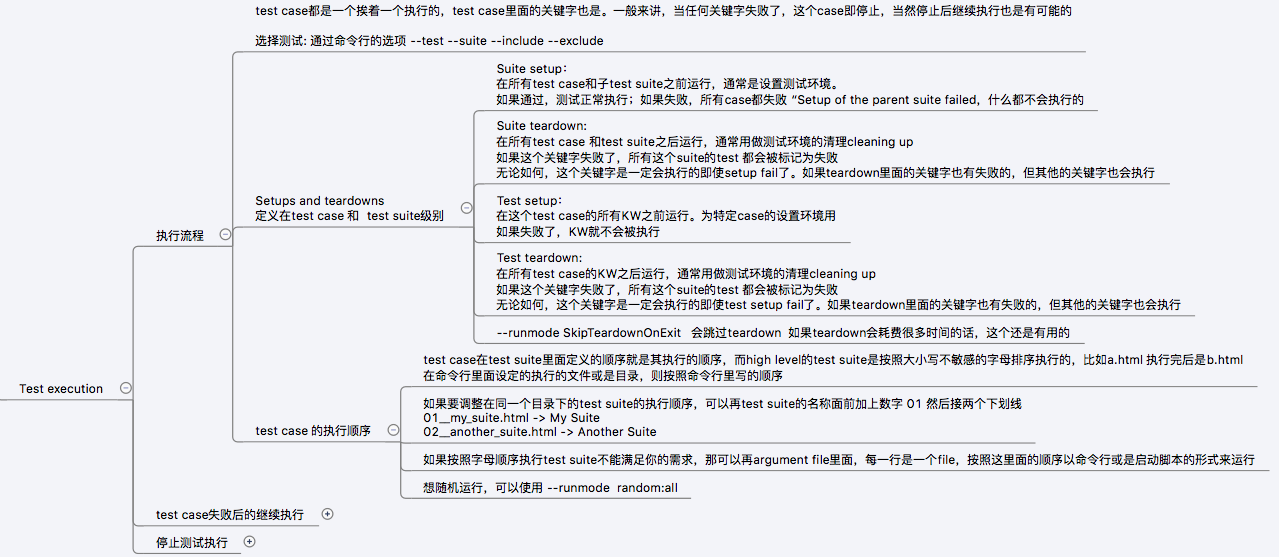 test case都是一个挨着一个执行的，test case里面的关键字也是。一般来讲，当任何关键字失败了，这个case即停止，当然停止后继续执行也是有可能的
选择测试: 通过命令行的选项 --test --suite --include --exclude
Suite setup：
在所有test case和子test suite之前运行，通常是设置测试环境。
如果通过，测试正常执行；如果失败，所有case都失败 “Setup of the parent suite failed，什么都不会执行的
Suite teardown:
在所有test case 和test suite之后运行，通常用做测试环境的清理cleaning up
如果这个关键字失败了，所有这个suite的test 都会被标记为失败
无论如何，这个关键字是一定会执行的即使setup fail了。如果teardown里面的关键字也有失败的，但其他的关键字也会执行
Setups and teardowns
定义在test case 和  test suite级别
Test setup：
在这个test case的所有KW之前运行。为特定case的设置环境用
如果失败了，KW就不会被执行
执行流程
Test teardown:
在所有test case的KW之后运行，通常用做测试环境的清理cleaning up
如果这个关键字失败了，所有这个suite的test 都会被标记为失败
无论如何，这个关键字是一定会执行的即使test setup fail了。如果teardown里面的关键字也有失败的，但其他的关键字也会执行
--runmode SkipTeardownOnExit   会跳过teardown  如果teardown会耗费很多时间的话，这个还是有用的
test case在test suite里面定义的顺序就是其执行的顺序，而high level的test suite是按照大小写不敏感的字母排序执行的，比如a.html 执行完后是b.html
在命令行里面设定的执行的文件或是目录，则按照命令行里写的顺序
Test execution
如果要调整在同一个目录下的test suite的执行顺序，可以再test suite的名称面前加上数字 01 然后接两个下划线
01__my_suite.html -> My Suite
02__another_suite.html -> Another Suite
test case 的执行顺序
如果按照字母顺序执行test suite不能满足你的需求，那可以再argument file里面，每一行是一个file，按照这里面的顺序以命令行或是启动脚本的形式来运行
想随机运行，可以使用 --runmode  random:all
test case失败后的继续执行
停止测试执行